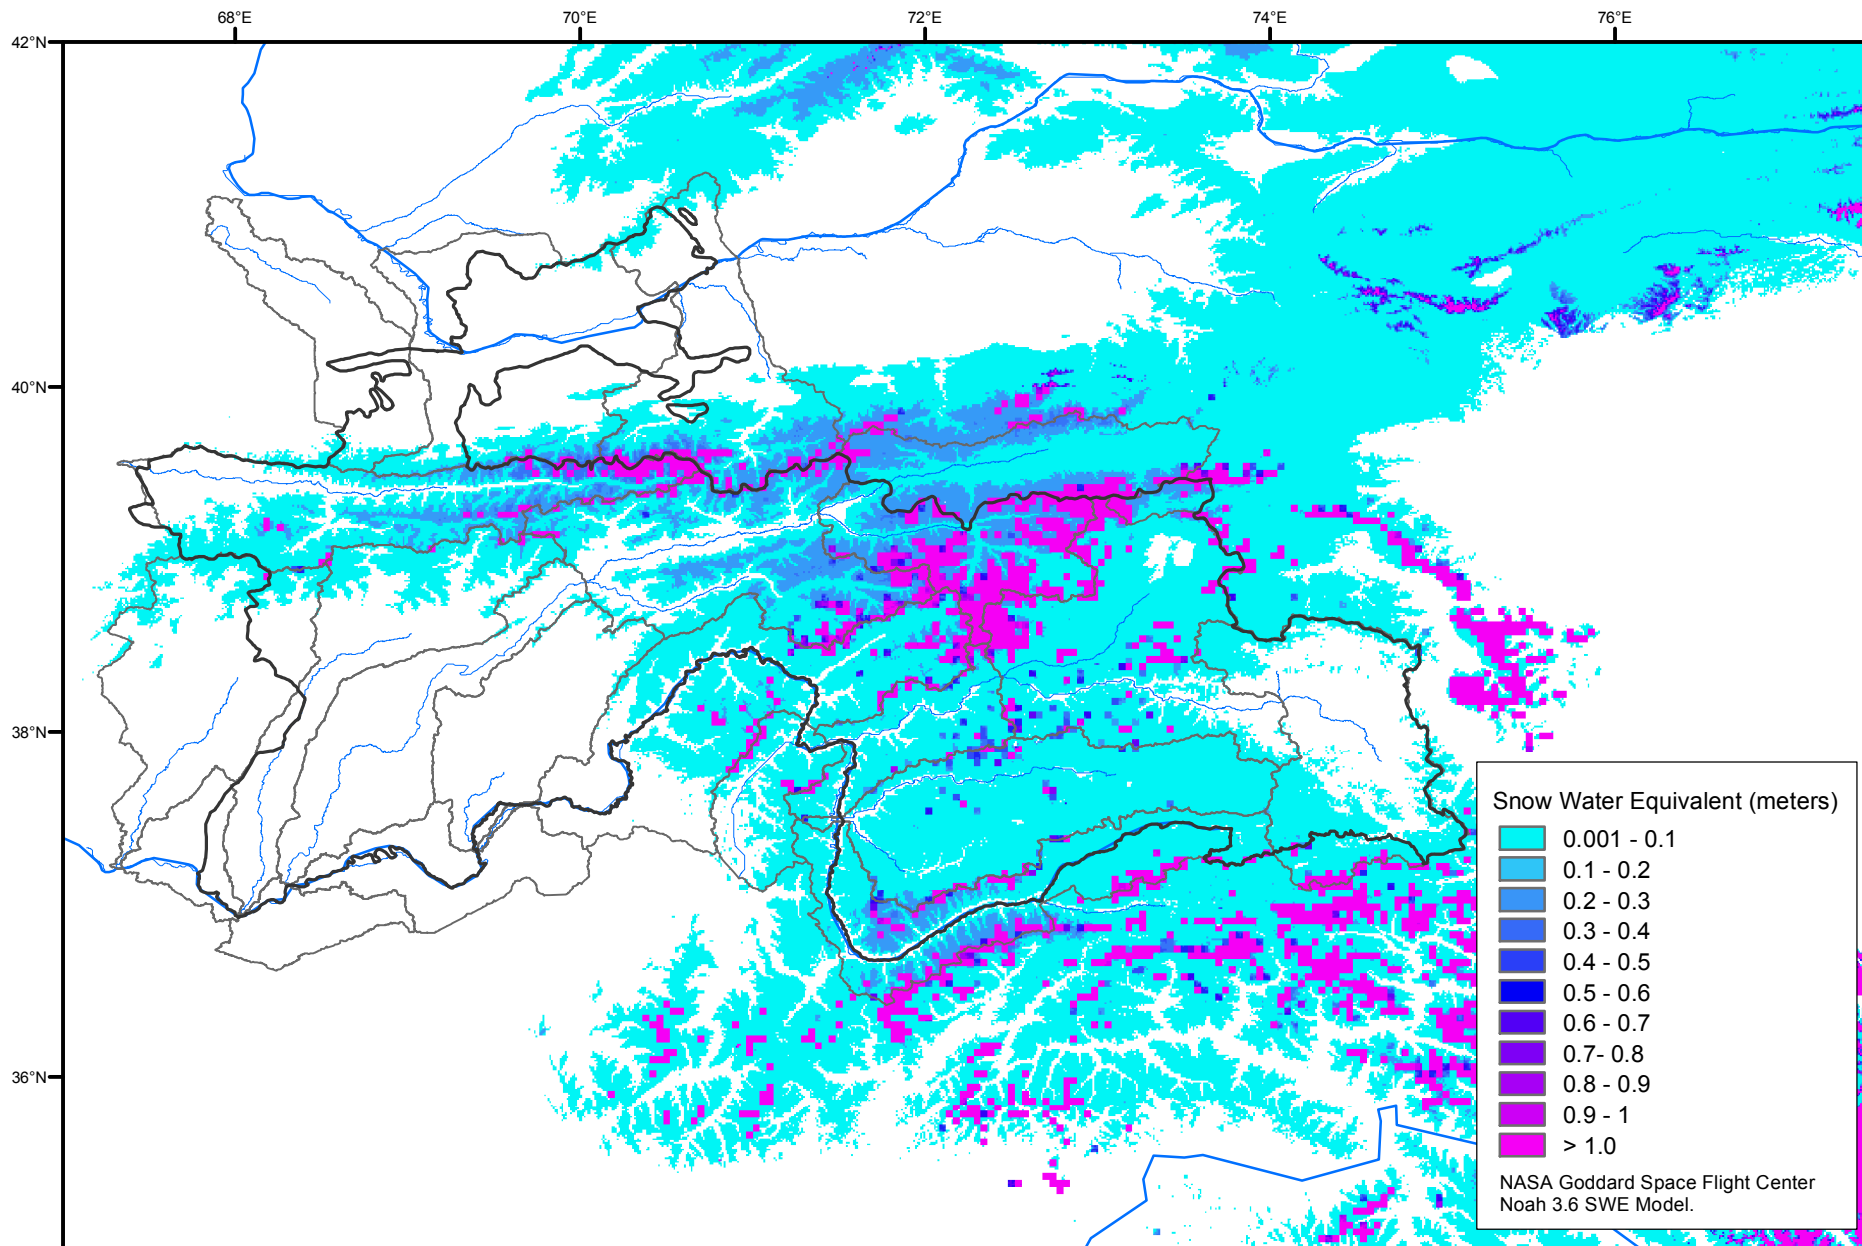 68°E
70°E
72°E
74°E
76°E
42°N
40°N
38°N
36°N
Snow Water Equivalent (meters)
0.001 - 0.1
0.1 - 0.2
0.2 - 0.3
0.3 - 0.4
0.4 - 0.5
0.5 - 0.6
0.6 - 0.7
0.7- 0.8
0.8 - 0.9
0.9 - 1
> 1.0
NASA Goddard Space Flight Center
Noah 3.6 SWE Model.